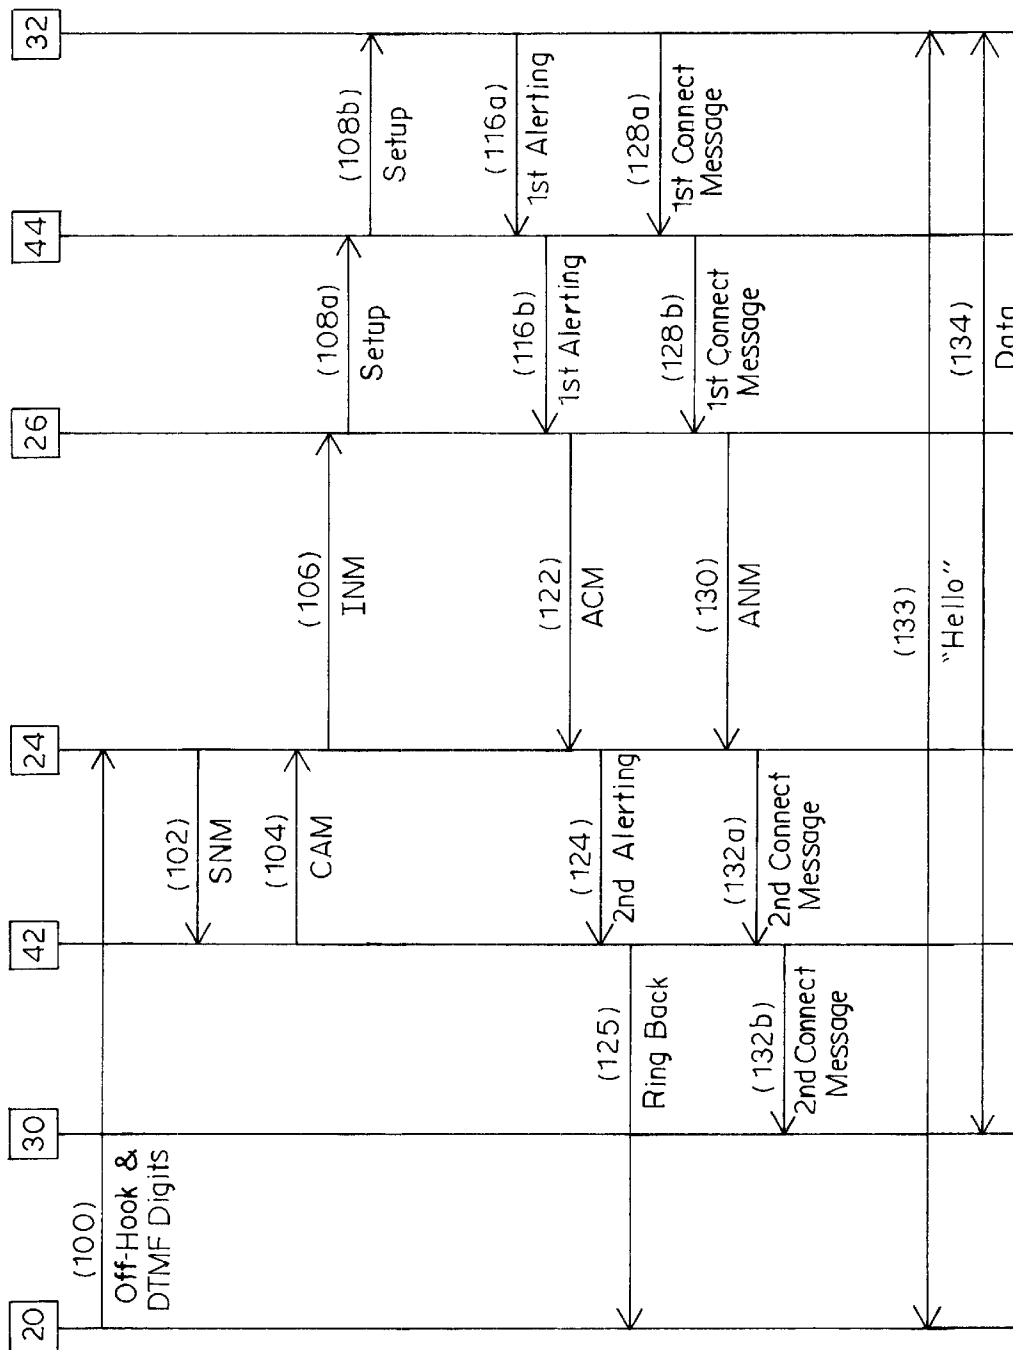 20
30
42
24
26
44
32
(100)
Off-Hook &
DTMF Digits
(102)
SNM
(104)
CAM
(106)
INM
(108a)
Setup
(108b)
Setup
(116a)
1st Alerting
(116b)
1st Alerting
(122)
ACM
(124)
2nd Alerting
(125)
Ring Back
(128a)
1st Connect
Message
(128b)
1st Connect
Message
(130)
ANM
(132a)
2nd Connect
Message
(132b)
2nd Connect
Message
(133)
"Hello"
(134)
Data